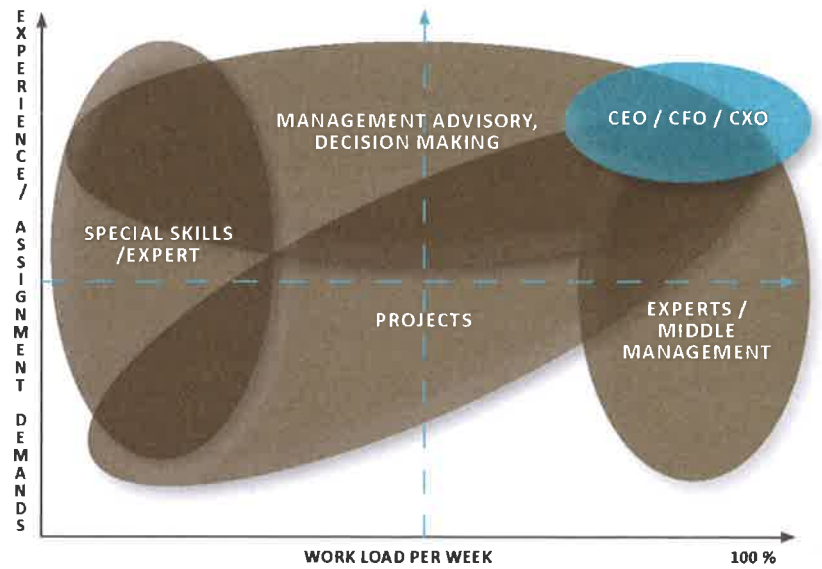 EXPERIENCE/ ASSIGNMENT DEMANDS
MANAGEMENT ADVISORY,
DECISION MAKING
CEO / CFO / CXO
SPECIAL SKILLS
/EXPERT
PROJECTS
EXPERTS /
MIDDLE
MANAGEMENT
WORK LOAD PER WEEK
100 %